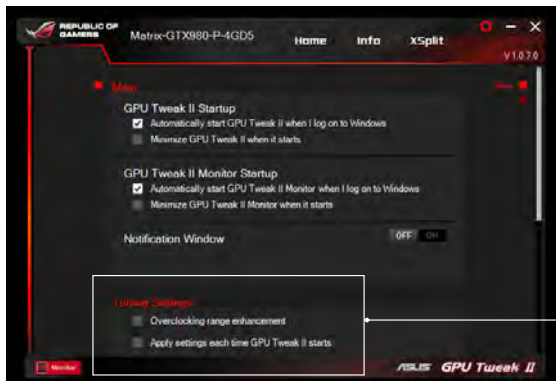 REPUBLIC OF
GAMERS
Matrix-GTX980-P-4GD5
Home Info XSplit
V 1.0.7.0
Main
GPU Tweak II Startup
Automatically start GPU Tweak II when I log on to Windows
Minimize GPU Tweak II when it starts
GPU Tweak II Monitor Startup
Automatically start GPU Tweak II Monitor when I log on to Windows
Minimize GPU Tweak II Monitor when it starts
Notification Window OFF ON
Tuning Settings
Overclocking range enhancement
Apply settings each time GPU Tweak II starts
Monitor
ASUS GPU Tweak II